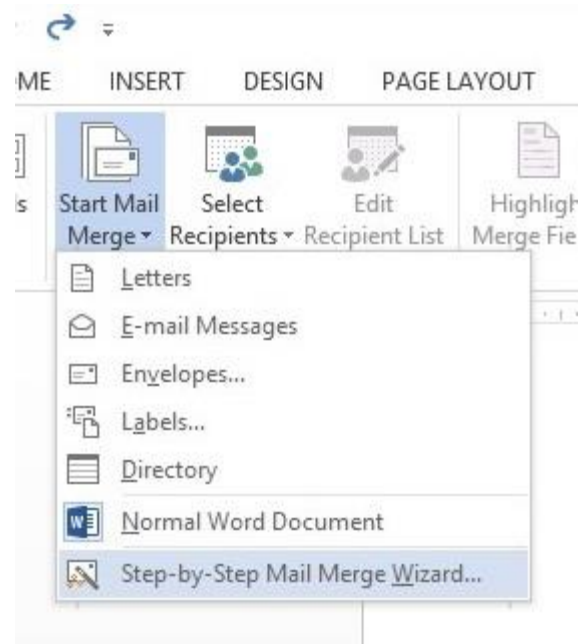 ME INSERT DESIGN PAGE LAYOUT
ls Start Mail Select Edit Highligh
Merge Recipients Recipient List Merge Fie
Letters
E-mail Messages
Envelopes...
Labels...
Directory
Normal Word Document
Step-by-Step Mail Merge Wizard...